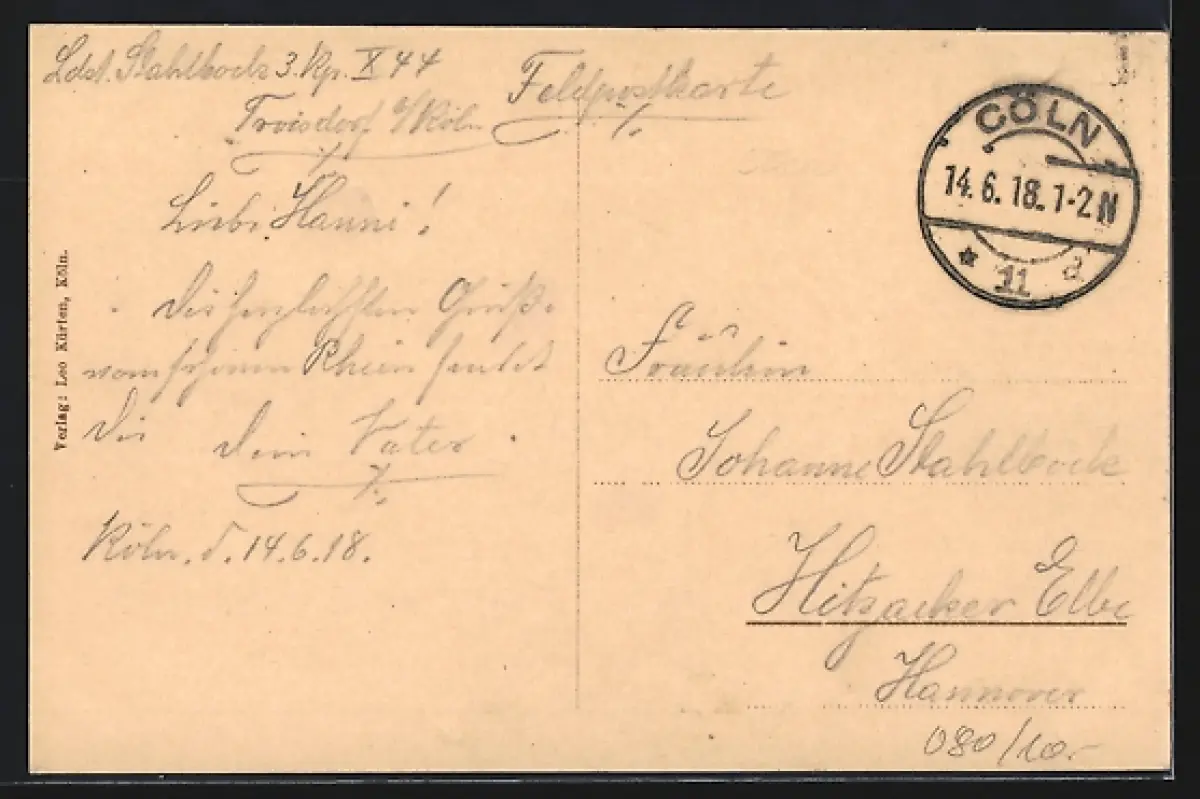 Ldst. Stahlbock 3. Kp. X 44
Troisdorf b/Köln
Feldpostkarte
Liebe Hanni!
Die herzlichsten Grüße
vom schönen Rhein sendet
Dir Dein Vater.
Köln, d. 14.6.18.
Verlag: Leo Kürten, Köln.
CÖLN
14.6.18. 1-2 N
* 11 d
Fräulein
Johanne Stahlbock
Hitzacker Elbe
Hannover
080/10.-